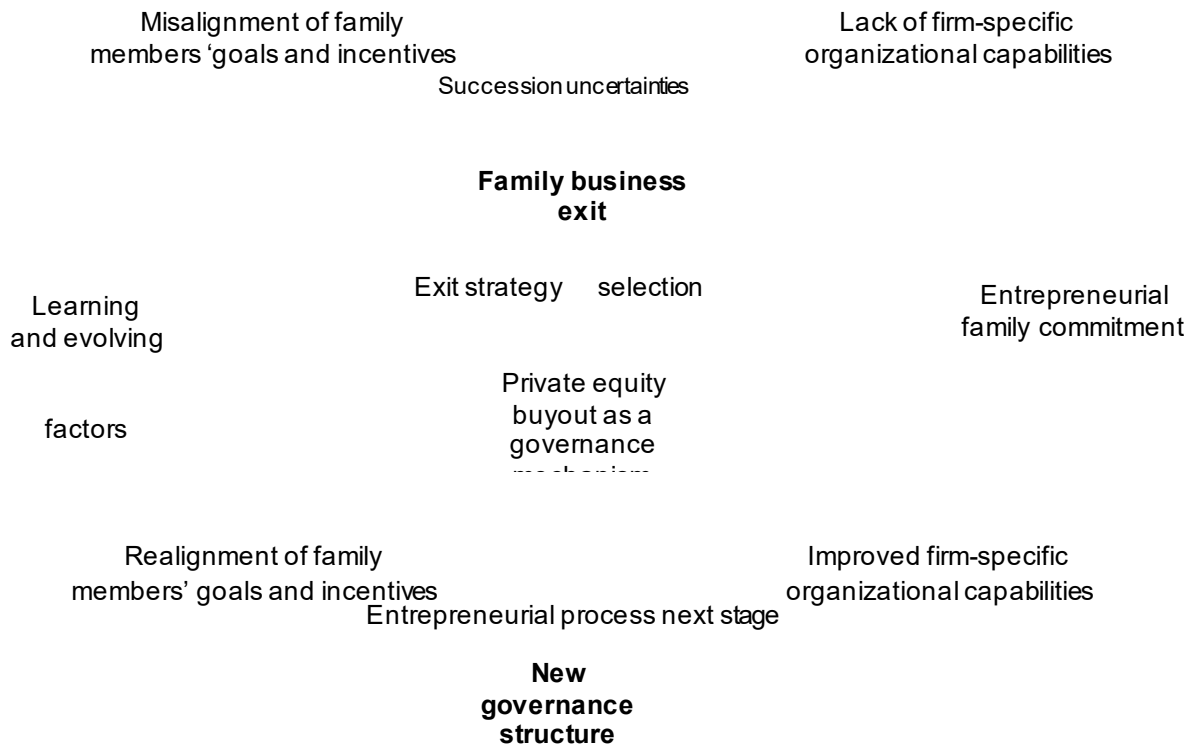 Misalignment of family
members ‘goals and incentives
Lack of firm-specific
organizational capabilities
Succession uncertainties
Family business
exit
Exit strategy selection
Learning
and evolving
Entrepreneurial
family commitment
Private equity
buyout as a
governance
factors
Realignment of family
members’ goals and incentives
Improved firm-specific
organizational capabilities
Entrepreneurial process next stage
New
governance
structure